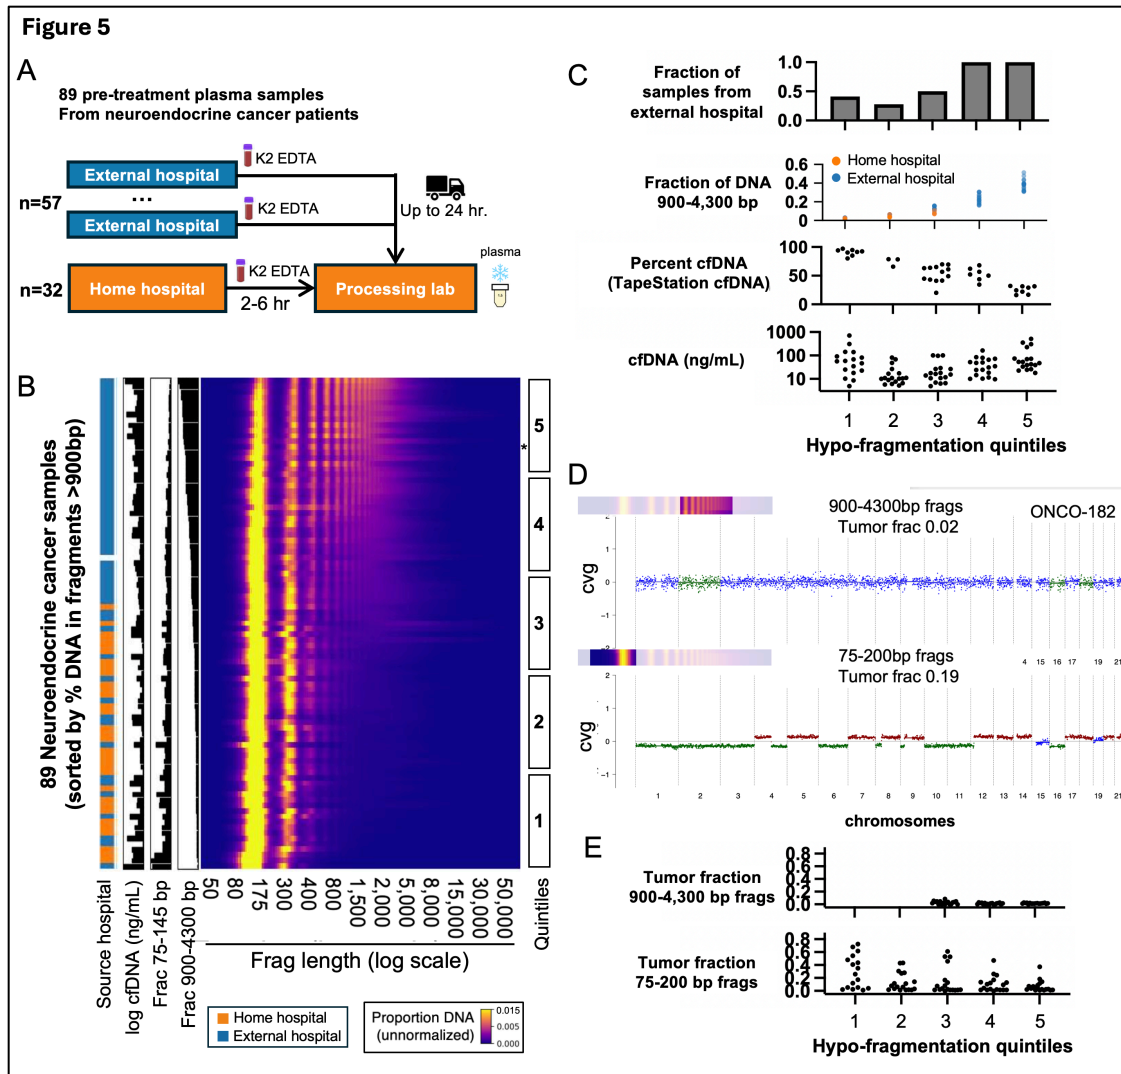 Figure 5
A
89 pre-treatment plasma samples
From neuroendocrine cancer patients
External hospital
K2 EDTA
...
n=57
External hospital
K2 EDTA
Up to 24 hr.
n=32
Home hospital
K2 EDTA
2-6 hr
Processing lab
plasma
B
89 Neuroendocrine cancer samples
(sorted by % DNA in fragments >900bp)
5
*
4
3
2
1
Source hospital
log cfDNA (ng/mL)
Frac 75-145 bp
Frac 900-4300 bp
50
80
175
300
400
800
1,500
2,000
5,000
8,000
15,000
30,000
50,000
Quintiles
Frag length (log scale)
Home hospital
External hospital
Proportion DNA
(unnormalized)
0.015
0.000
C
Fraction of
samples from
external hospital
1.0
0.5
0.0
Fraction of DNA
900-4,300 bp
0.6
0.4
0.2
0
Home hospital
External hospital
Percent cfDNA
(TapeStation cfDNA)
100
50
0
cfDNA (ng/mL)
1000
100
10
1 2 3 4 5
Hypo-fragmentation quintiles
D
900-4300bp frags
Tumor frac 0.02
ONCO-182
cvg
2
1
0
-1
-2
75-200bp frags
Tumor frac 0.19
4 15 16 17 19 21
cvg
2
1
0
-1
1 2 3 4 5 6 7 8 9 10 11 12 13 14 15 16 17 19 21
chromosomes
E
Tumor fraction
900-4,300 bp frags
0.8
0.6
0.4
0.2
0.0
Tumor fraction
75-200 bp frags
0.8
0.6
0.4
0.2
0.0
1 2 3 4 5
Hypo-fragmentation quintiles